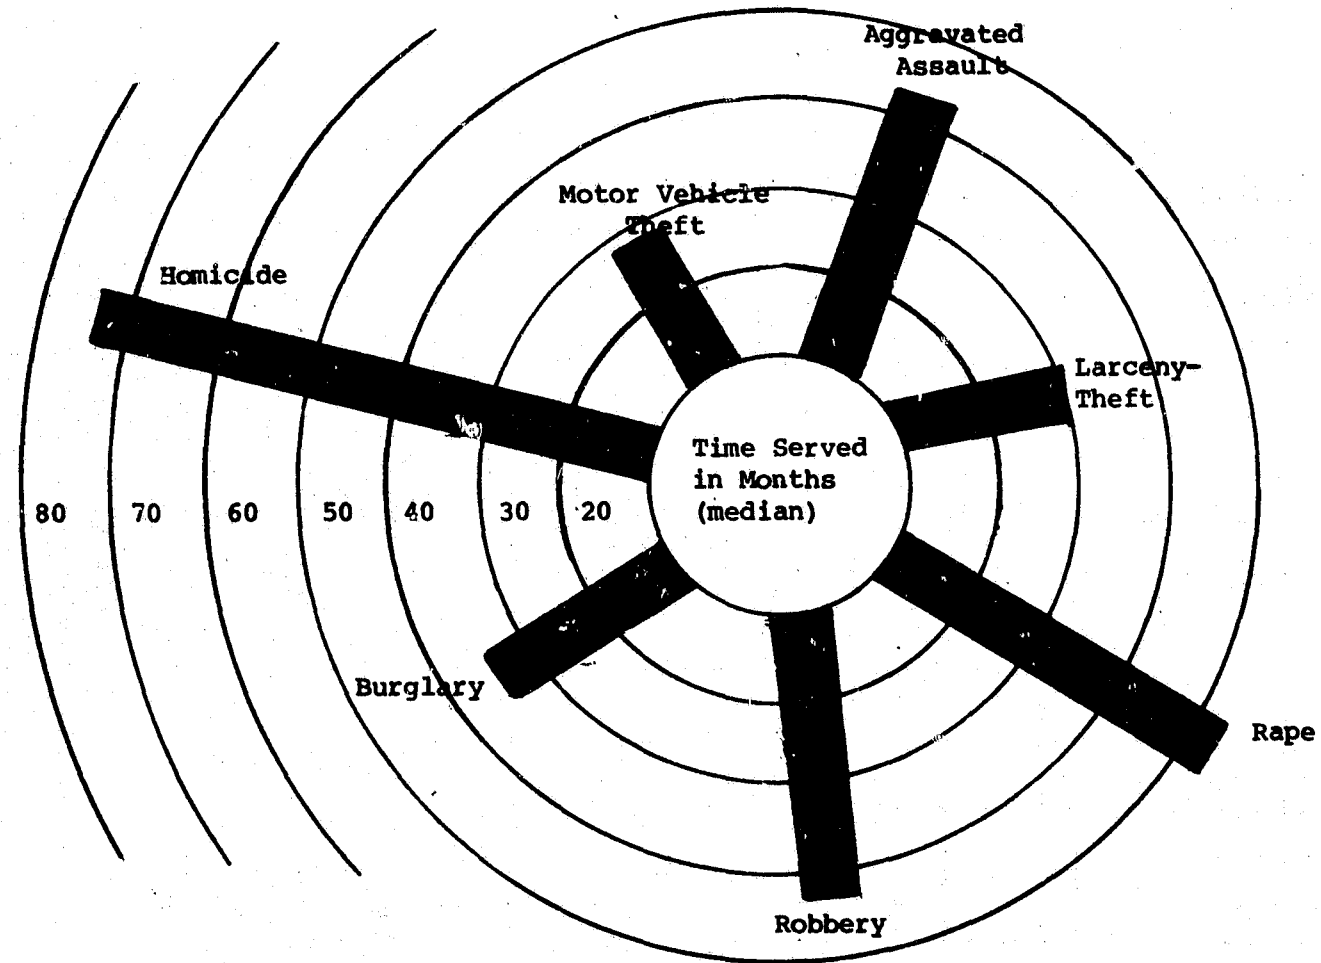 Aggravated
Assault
Motor Vehicle
Theft
Homicide
Larceny-
Theft
Time Served
in Months
(median)
80 70 60 50 40 30 20
Burglary
Rape
Robbery